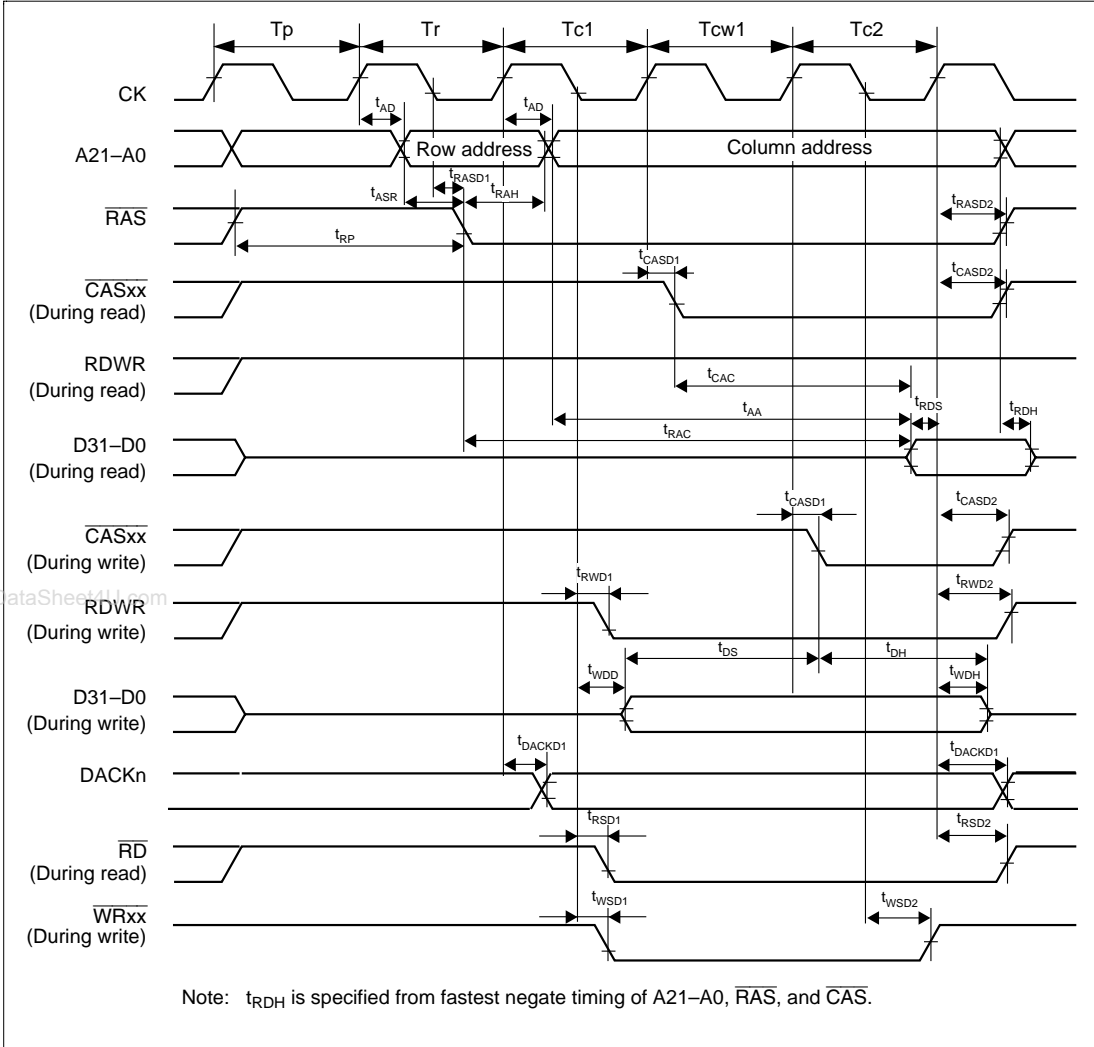 Tp Tr Tc1 Tcw1 Tc2
CK
tAD tAD
A21–A0 Row address Column address
tRASD1
tASR tRAH tRASD2
RAS
tRP
tCASD1
CASxx tCASD2
(During read)
RDWR
(During read)
tCAC
tAA tRDS tRDH
tRAC
D31–D0
(During read)
tCASD1 tCASD2
CASxx
(During write)
tRWD1 tRWD2
DataSheet4U.com
RDWR
(During write)
tDS tDH
tWDD tWDH
D31–D0
(During write)
tDACKD1 tDACKD1
DACKn
tRSD1 tRSD2
RD
(During read)
tWSD1 tWSD2
WRxx
(During write)
Note: tRDH is specified from fastest negate timing of A21–A0, RAS, and CAS.